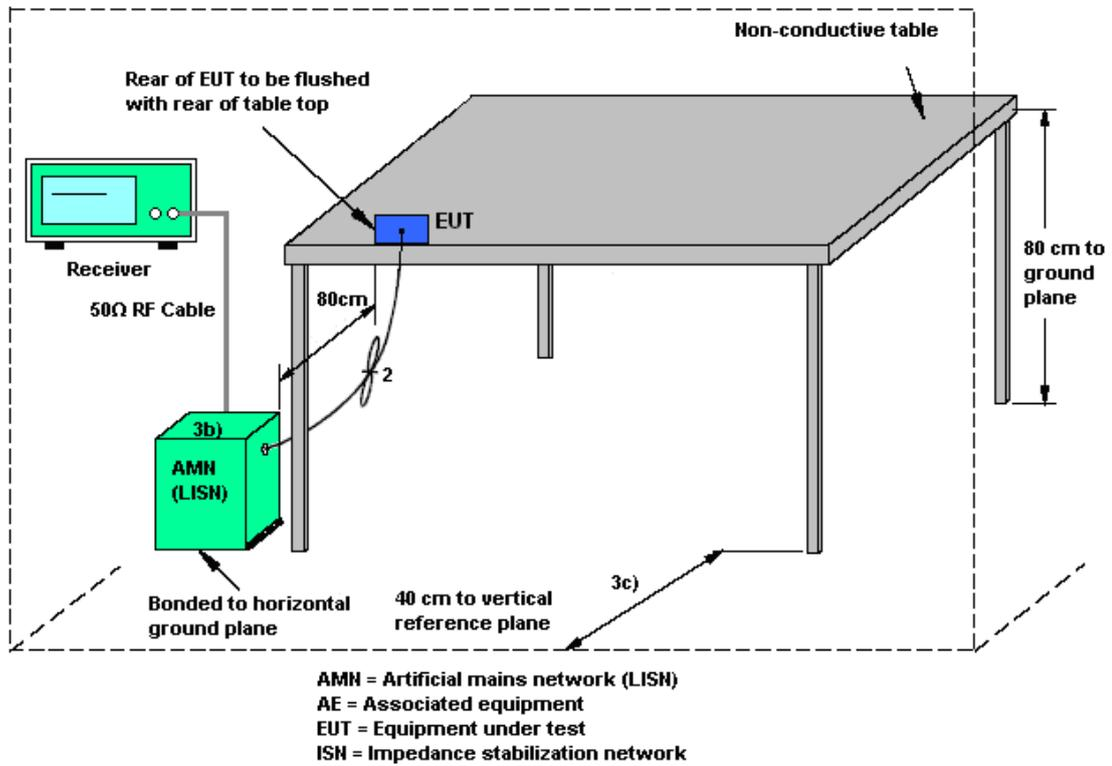 Non-conductive table
Rear of EUT to be flushed
with rear of table top
EUT
Receiver
80 cm to
ground
plane
80cm
50Ω RF Cable
2
3b)
AMN
(LISN)
3c)
Bonded to horizontal
ground plane
40 cm to vertical
reference plane
AMN = Artificial mains network (LISN)
AE = Associated equipment
EUT = Equipment under test
ISN = Impedance stabilization network